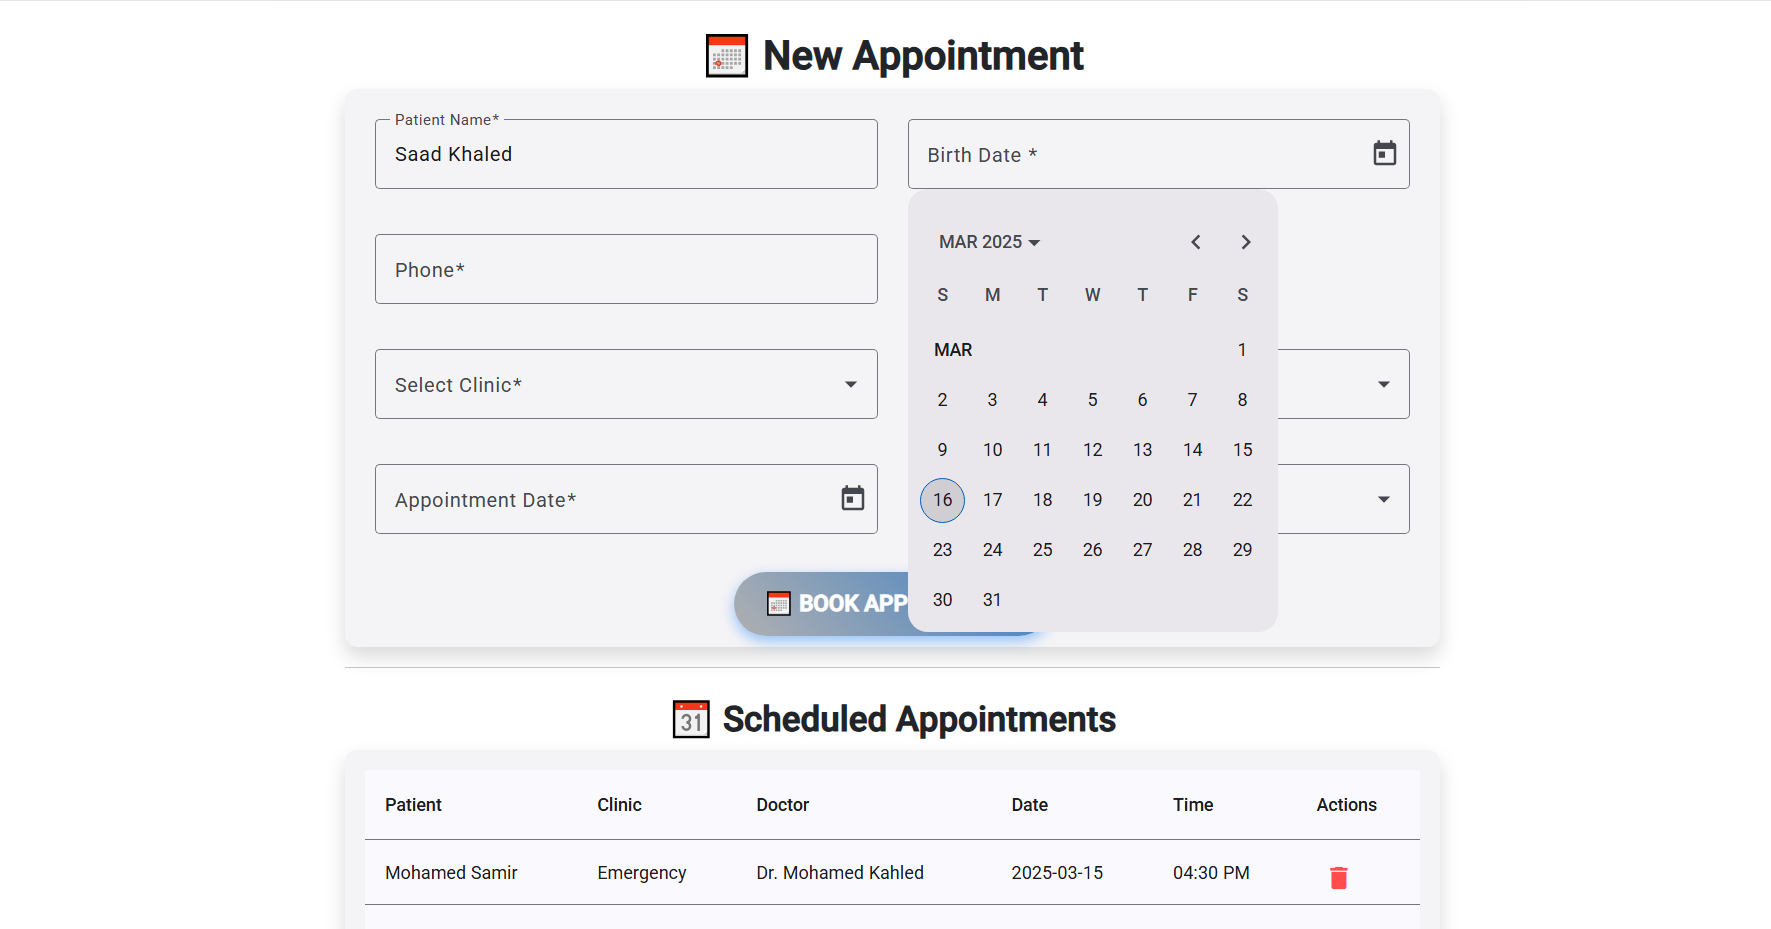 New Appointment
Patient Name*
Saad Khaled
Birth Date *
Phone*
MAR 2025
S M T W T F S
MAR 1
2 3 4 5 6 7 8
9 10 11 12 13 14 15
16 17 18 19 20 21 22
23 24 25 26 27 28 29
30 31
Select Clinic*
Appointment Date*
BOOK APP
31 Scheduled Appointments
Patient Clinic Doctor Date Time Actions
Mohamed Samir Emergency Dr. Mohamed Kahled 2025-03-15 04:30 PM